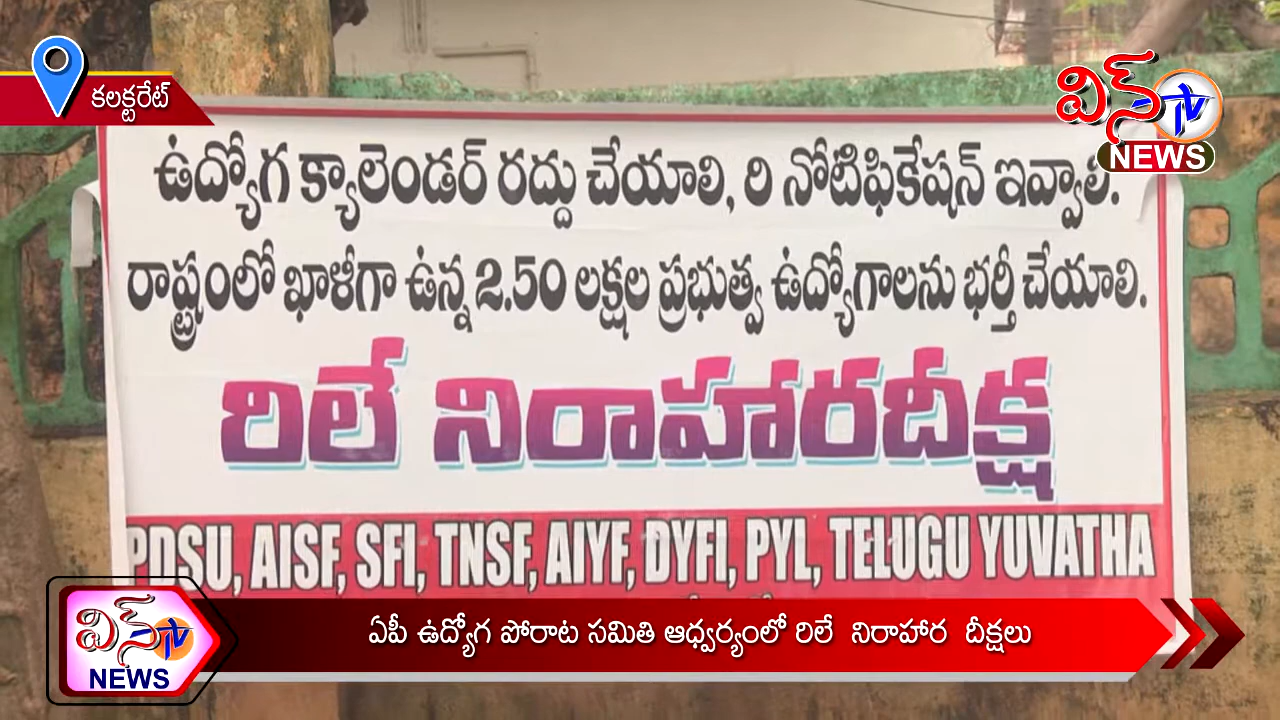 కలక్టరేట్
విన్ TV
NEWS
ఉద్యోగ క్యాలెండర్ రద్దు చేయాలి, రి నోటిఫికేషన్ ఇవ్వాలి.
రాష్ట్రంలో ఖాళీగా ఉన్న 2.50 లక్షల ప్రభుత్వ ఉద్యోగాలను భర్తీ చేయాలి.
రిలే నిరాహారదీక్ష
PDSU, AISF, SFI, TNSF, AIYF, DYFI, PYL, TELUGU YUVATHA
విన్ TV
NEWS
ఏపీ ఉద్యోగ పోరాట సమితి ఆధ్వర్యంలో రిలే నిరాహార దీక్షలు